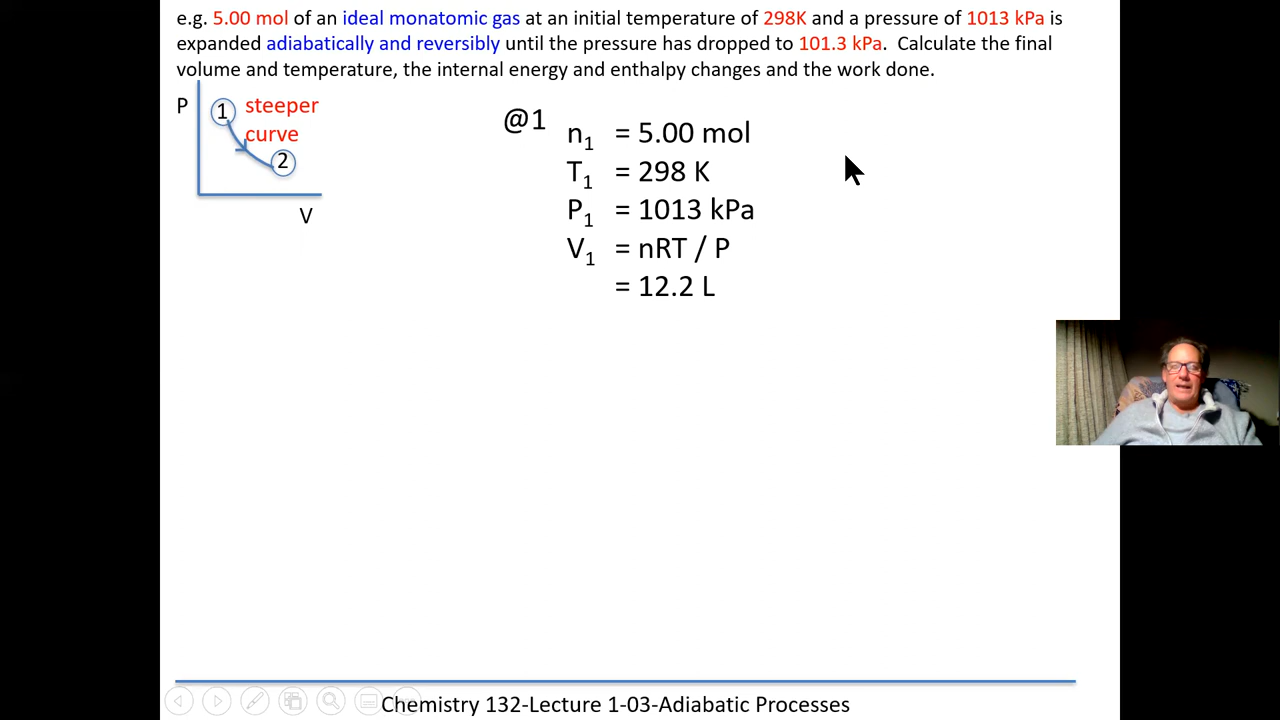 e.g. 5.00 mol of an ideal monatomic gas at an initial temperature of 298K and a pressure of 1013 kPa is
expanded adiabatically and reversibly until the pressure has dropped to 101.3 kPa.  Calculate the final
volume and temperature, the internal energy and enthalpy changes and the work done.
P
1
steeper
curve
2
V
@1
n₁ = 5.00 mol
T₁ = 298 K
P₁ = 1013 kPa
V₁ = nRT / P
= 12.2 L
Chemistry 132-Lecture 1-03-Adiabatic Processes